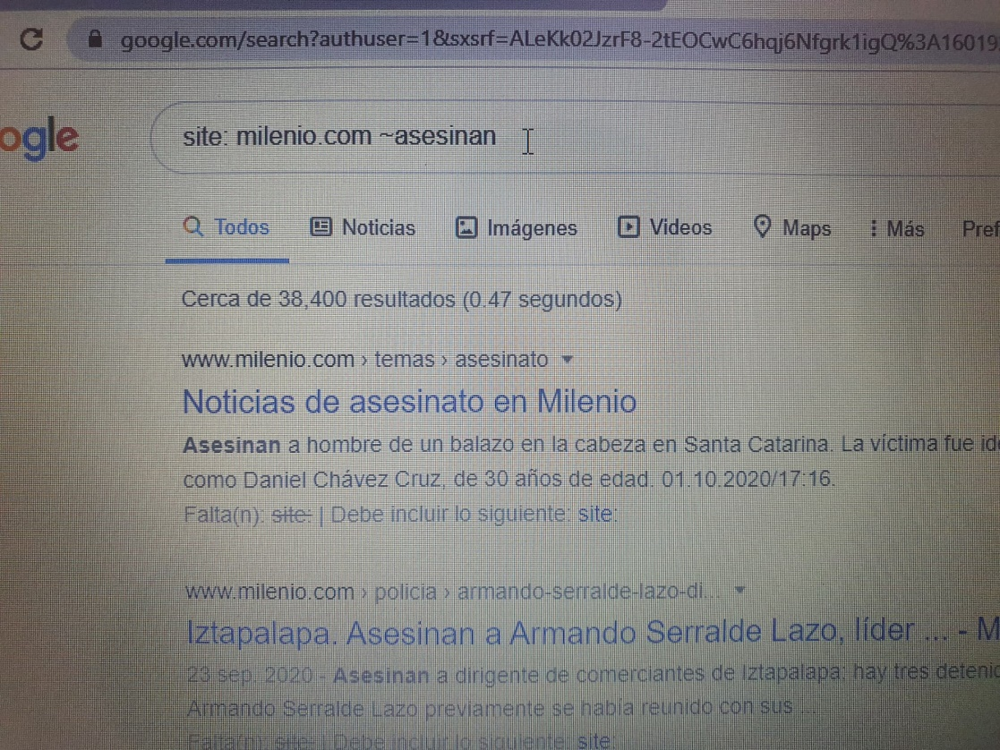 google.com/search?authuser=1&sxsrf=ALeKk02JzrF8-2tEOCwC6hqj6Nfgrk1igQ%3A16019
ogle
site: milenio.com ~asesinan
Todos Noticias Imágenes Videos Maps Más Pref
Cerca de 38,400 resultados (0.47 segundos)
www.milenio.com › temas › asesinato
Noticias de asesinato en Milenio
Asesinan a hombre de un balazo en la cabeza en Santa Catarina. La víctima fue ide
como Daniel Chávez Cruz, de 30 años de edad. 01.10.2020/17:16.
Falta(n): site: | Debe incluir lo siguiente: site:
www.milenio.com › policia › armando-serralde-lazo-di...
Iztapalapa. Asesinan a Armando Serralde Lazo, líder ... - M
23 sep. 2020 - Asesinan a dirigente de comerciantes de Iztapalapa; hay tres detenid
Armando Serralde Lazo previamente se había reunido con sus ...
Falta(n): site: | Debe incluir lo siguiente: site: